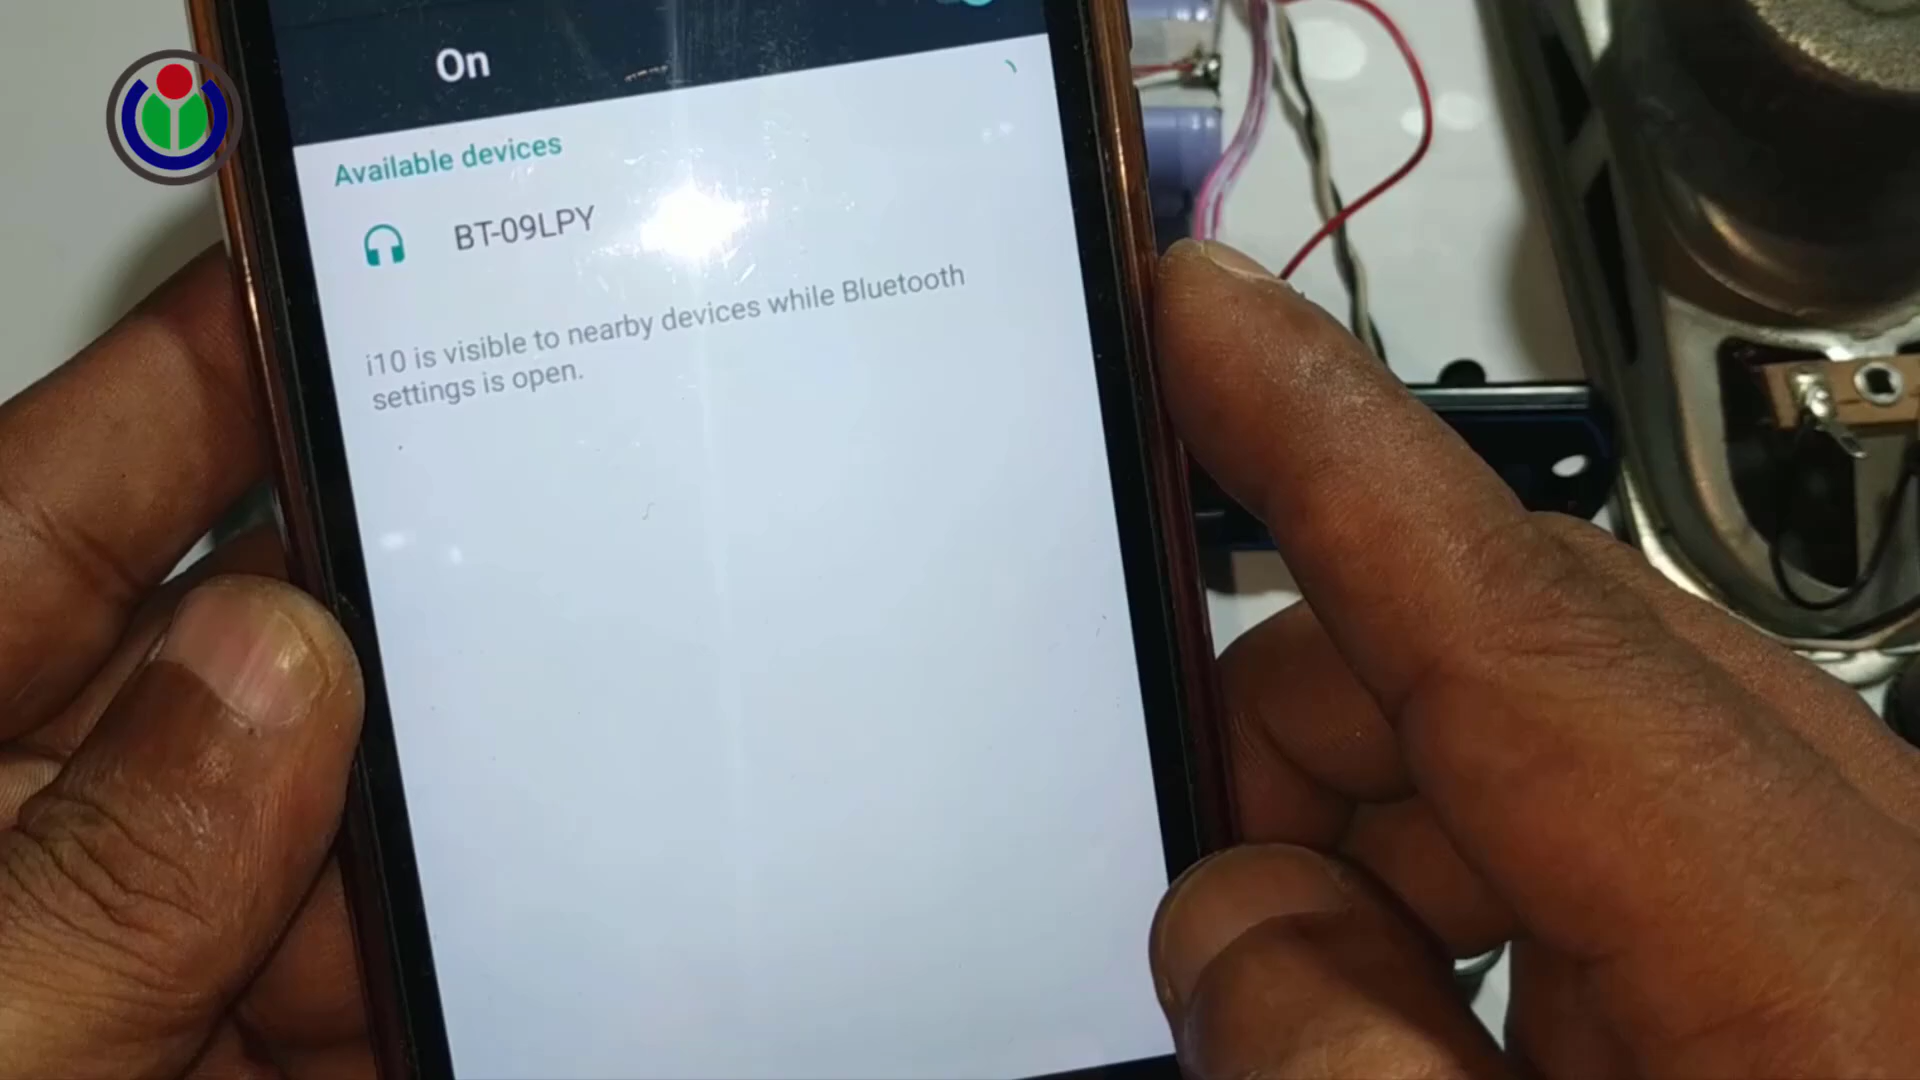 On
Available devices
BT-09LPY
i10 is visible to nearby devices while Bluetooth
settings is open.